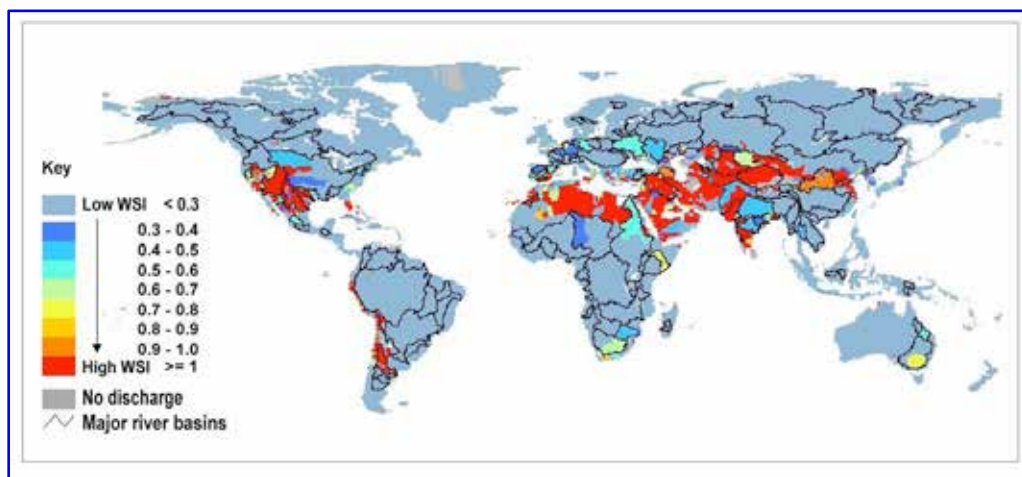 Key
Low WSI < 0.3
0.3 - 0.4
0.4 - 0.5
0.5 - 0.6
0.6 - 0.7
0.7 - 0.8
0.8 - 0.9
0.9 - 1.0
High WSI >= 1
No discharge
Major river basins